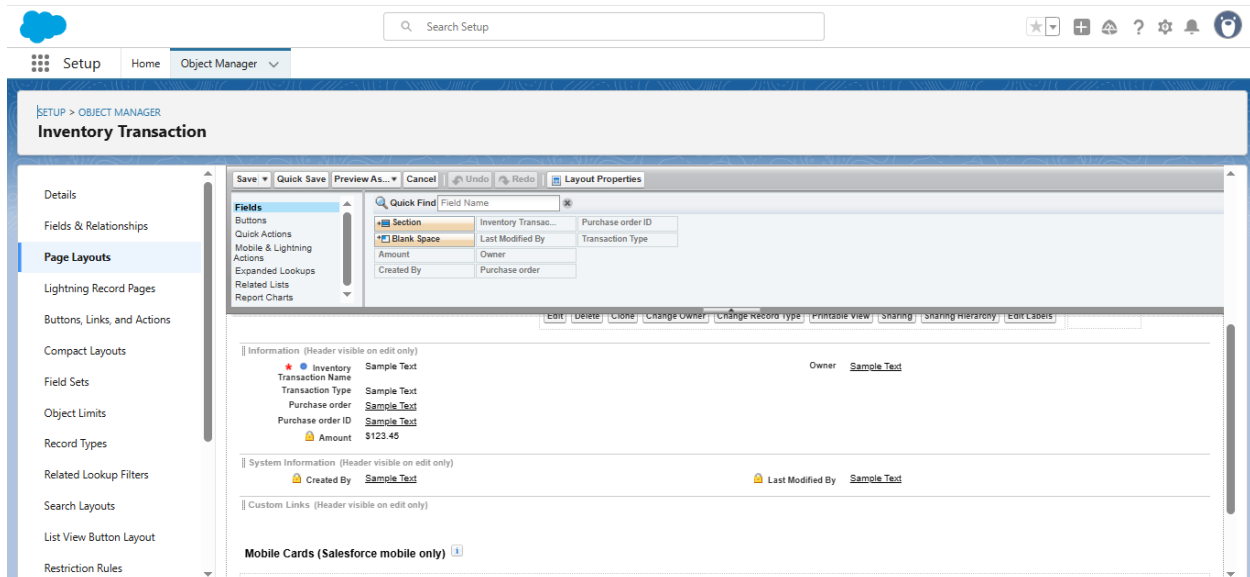 Search Setup
Setup Home Object Manager
SETUP > OBJECT MANAGER
Inventory Transaction
Details
Fields & Relationships
Page Layouts
Lightning Record Pages
Buttons, Links, and Actions
Compact Layouts
Field Sets
Object Limits
Record Types
Related Lookup Filters
Search Layouts
List View Button Layout
Restriction Rules
Save Quick Save Preview As... Cancel Undo Redo Layout Properties
Fields
Buttons
Quick Actions
Mobile & Lightning
Actions
Expanded Lookups
Related Lists
Report Charts
Quick Find Field Name
Section Inventory Transac... Purchase order ID
Blank Space Last Modified By Transaction Type
Amount Owner
Created By Purchase order
Edit Delete Clone Change Owner Change Record Type Printable View Sharing Sharing Hierarchy Edit Labels
Information (Header visible on edit only)
* Inventory Sample Text Owner Sample Text
Transaction Name
Transaction Type Sample Text
Purchase order Sample Text
Purchase order ID Sample Text
Amount $123.45
System Information (Header visible on edit only)
Created By Sample Text Last Modified By Sample Text
Custom Links (Header visible on edit only)
Mobile Cards (Salesforce mobile only) i